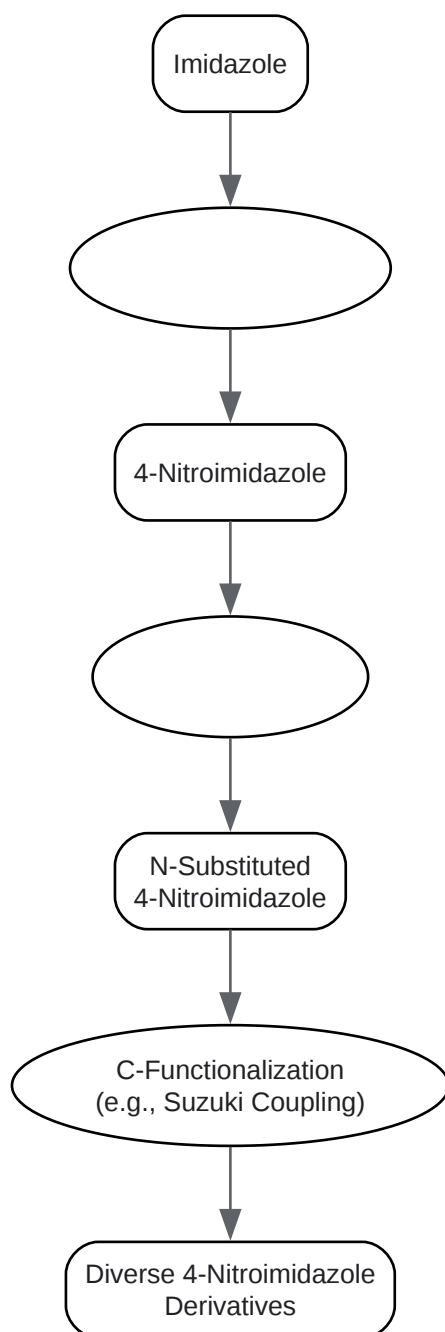 Imidazole
4-Nitroimidazole
N-Substituted
4-Nitroimidazole
C-Functionalization
(e.g., Suzuki Coupling)
Diverse 4-Nitroimidazole
Derivatives